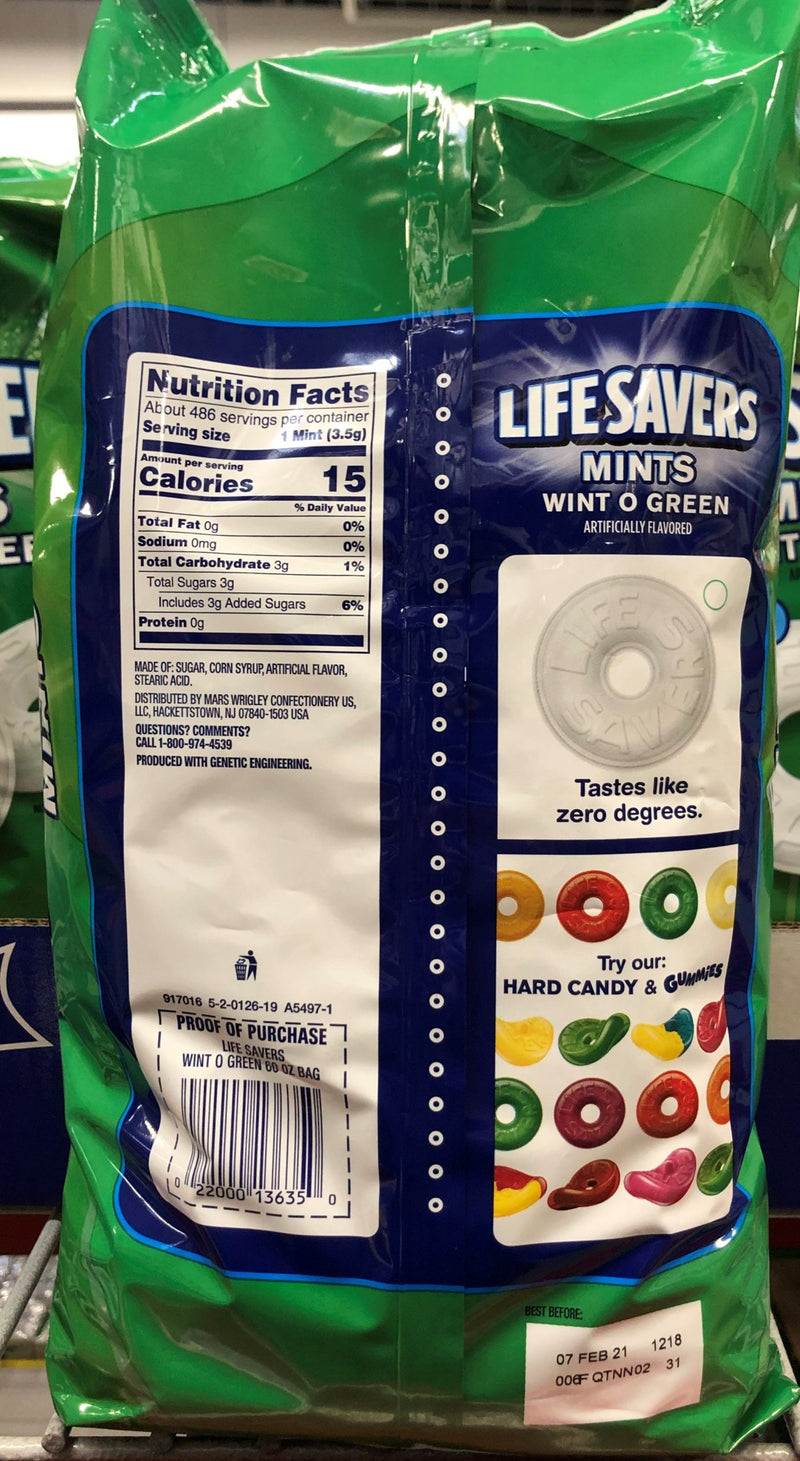 Nutrition Facts
About 486 servings per container
Serving size 1 Mint (3.5g)
Amount per serving
Calories 15
% Daily Value
Total Fat 0g 0%
Sodium 0mg 0%
Total Carbohydrate 3g 1%
Total Sugars 3g
Includes 3g Added Sugars 6%
Protein 0g
MADE OF: SUGAR, CORN SYRUP, ARTIFICIAL FLAVOR,
STEARIC ACID.
DISTRIBUTED BY MARS WRIGLEY CONFECTIONERY US,
LLC, HACKETTSTOWN, NJ 07840-1503 USA
QUESTIONS? COMMENTS?
CALL 1-800-974-4539
PRODUCED WITH GENETIC ENGINEERING.
917016 5-2-0126-19 A5497-1
PROOF OF PURCHASE
LIFE SAVERS
WINT O GREEN 60 OZ BAG
0 22000 13635 0
LIFE SAVERS
MINTS
WINT O GREEN
ARTIFICIALLY FLAVORED
LIFE SAVERS
Tastes like
zero degrees.
Try our:
HARD CANDY & GUMMIES
BEST BEFORE:
07 FEB 21 1218
006F QTNN02 31